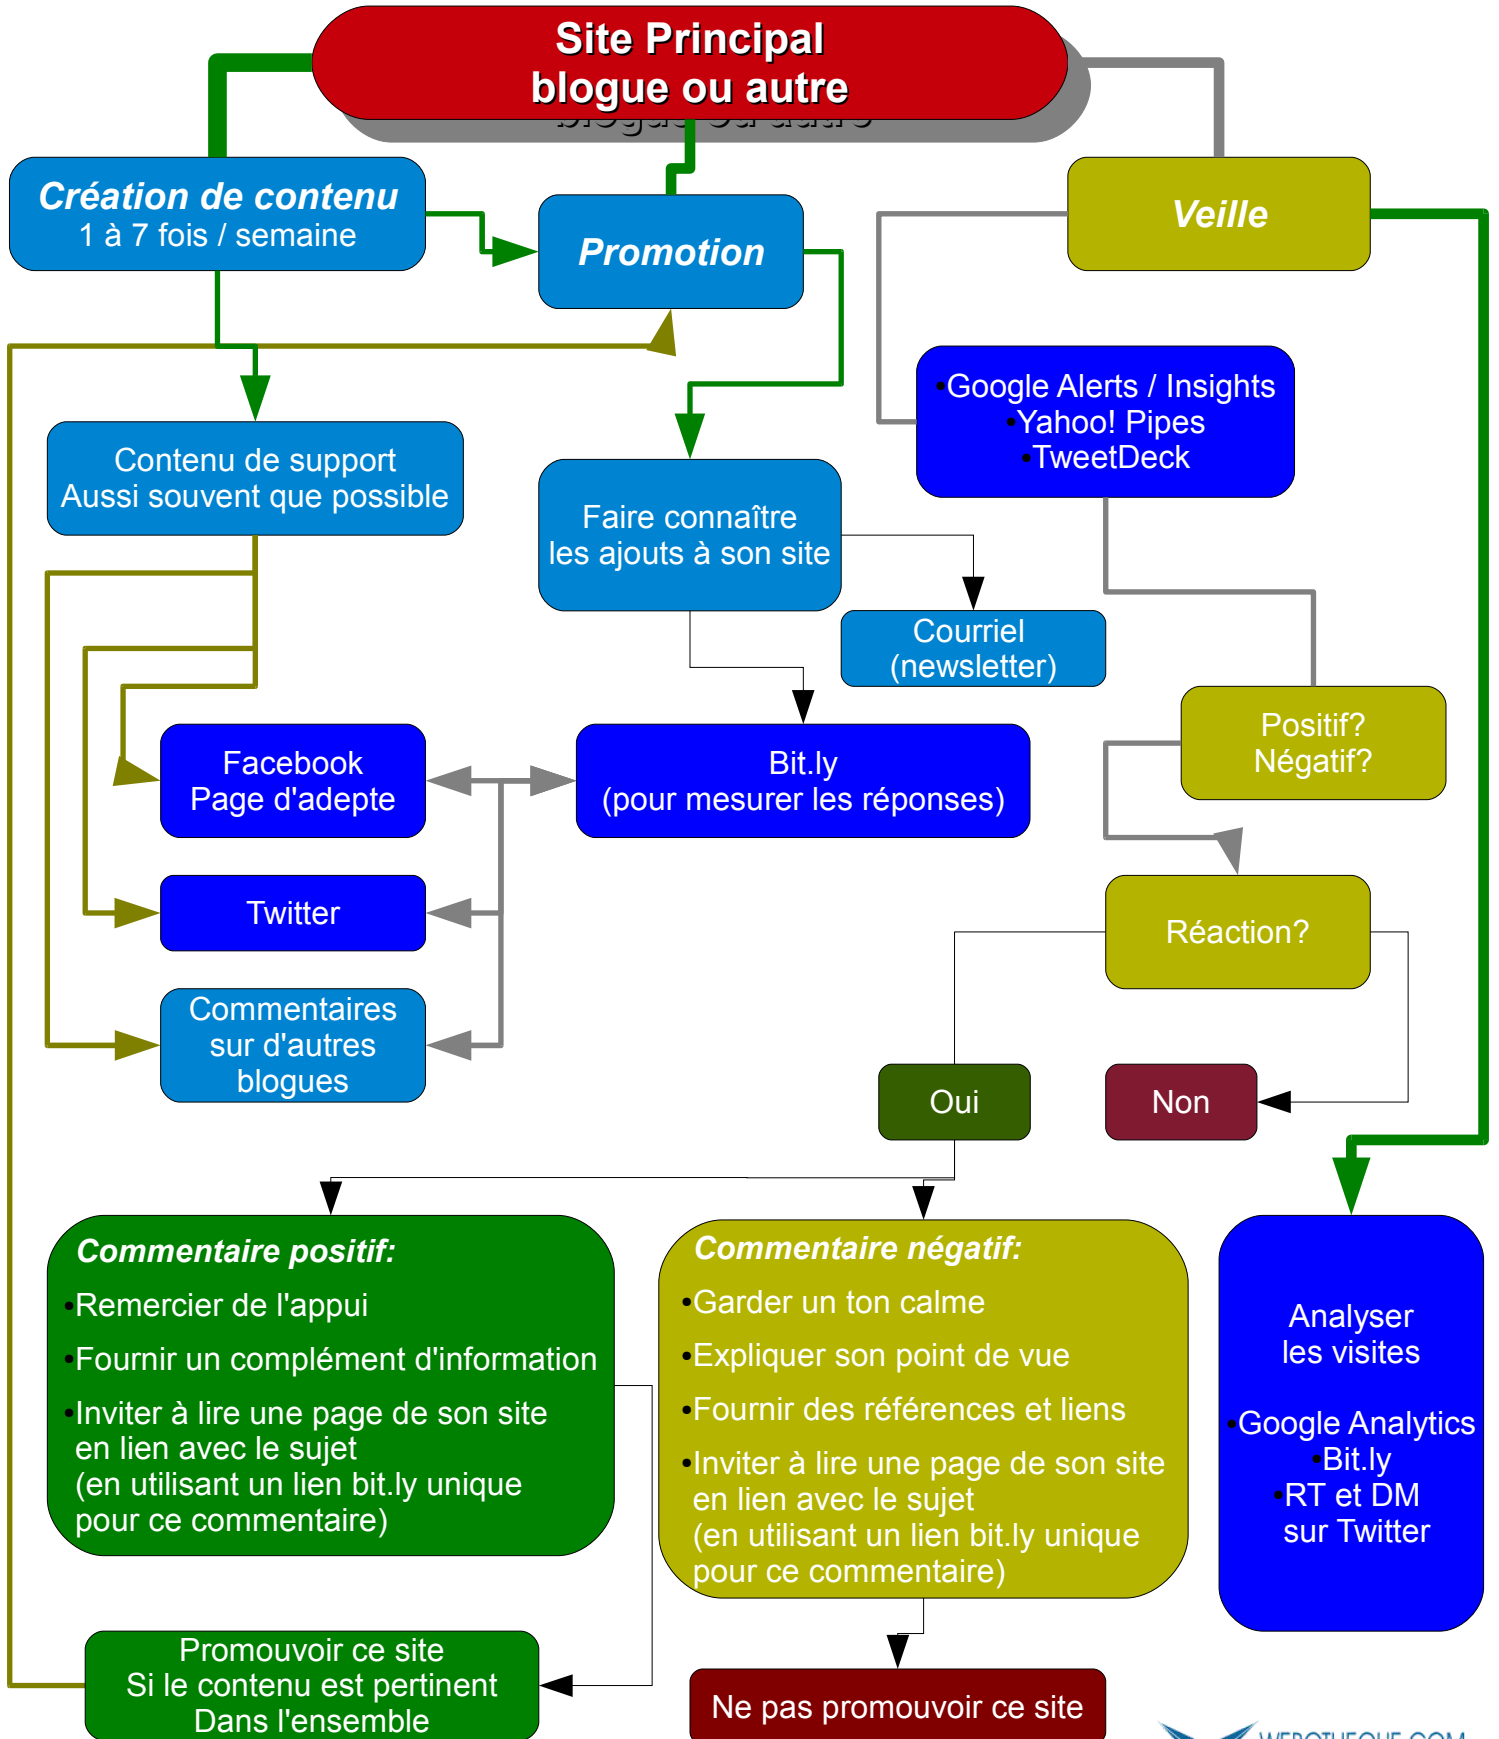 Site Principal
blogue ou autre
Création de contenu
1 à 7 fois / semaine
Promotion
Veille
•Google Alerts / Insights
•Yahoo! Pipes
•TweetDeck
Contenu de support
Aussi souvent que possible
Faire connaître
les ajouts à son site
Courriel
(newsletter)
Positif?
Négatif?
Facebook
Page d'adepte
Bit.ly
(pour mesurer les réponses)
Twitter
Réaction?
Commentaires
sur d'autres
blogues
Oui
Non
Commentaire positif:
•Remercier de l'appui
•Fournir un complément d'information
•Inviter à lire une page de son site
en lien avec le sujet
(en utilisant un lien bit.ly unique
pour ce commentaire)
Commentaire négatif:
•Garder un ton calme
•Expliquer son point de vue
•Fournir des références et liens
•Inviter à lire une page de son site
en lien avec le sujet
(en utilisant un lien bit.ly unique
pour ce commentaire)
Analyser
les visites
•Google Analytics
•Bit.ly
•RT et DM
sur Twitter
Promouvoir ce site
Si le contenu est pertinent
Dans l'ensemble
Ne pas promouvoir ce site
WEBOTHEQUE.COM